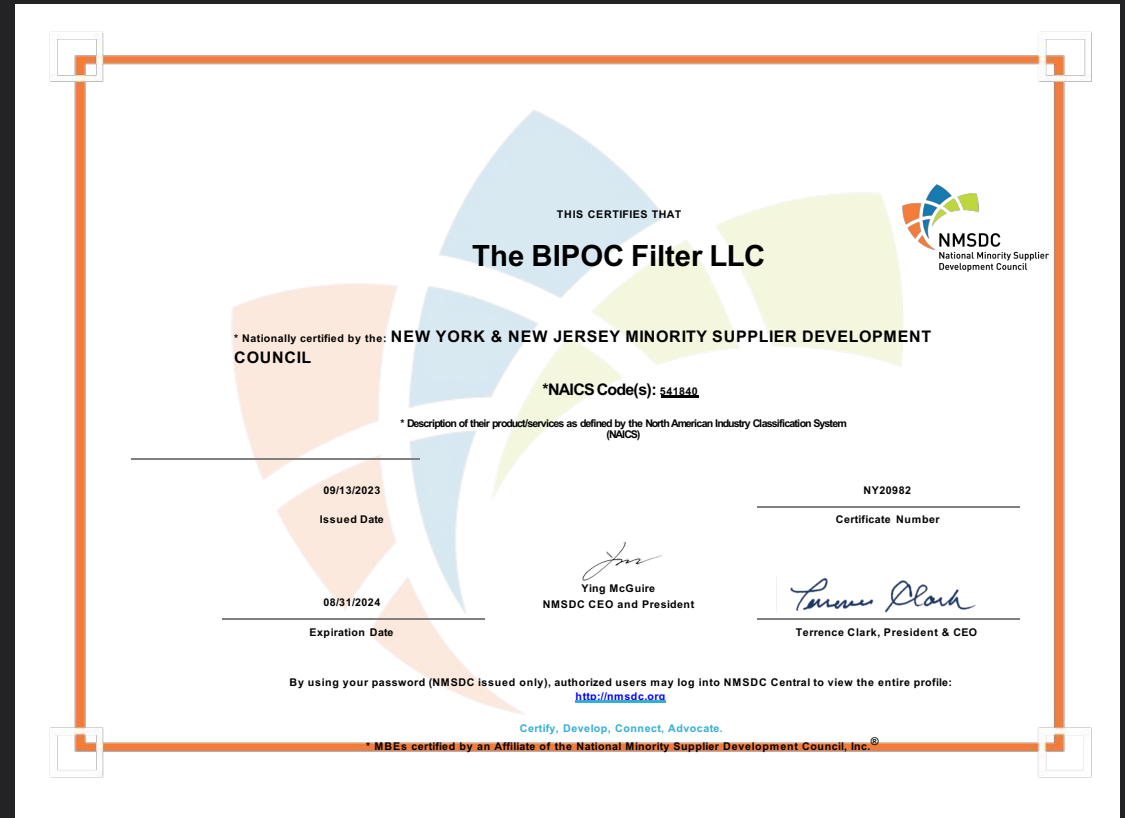 THIS CERTIFIES THAT
The BIPOC Filter LLC
NMSDC
National Minority Supplier
Development Council
* Nationally certified by the: NEW YORK & NEW JERSEY MINORITY SUPPLIER DEVELOPMENT
COUNCIL
*NAICS Code(s): 541840
* Description of their product/services as defined by the North American Industry Classification System
(NAICS)
09/13/2023
Issued Date
NY20982
Certificate Number
Ying McGuire
NMSDC CEO and President
08/31/2024
Expiration Date
Terrence Clark
Terrence Clark, President & CEO
By using your password (NMSDC issued only), authorized users may log into NMSDC Central to view the entire profile:
http://nmsdc.org
Certify, Develop, Connect, Advocate.
* MBEs certified by an Affiliate of the National Minority Supplier Development Council, Inc.®